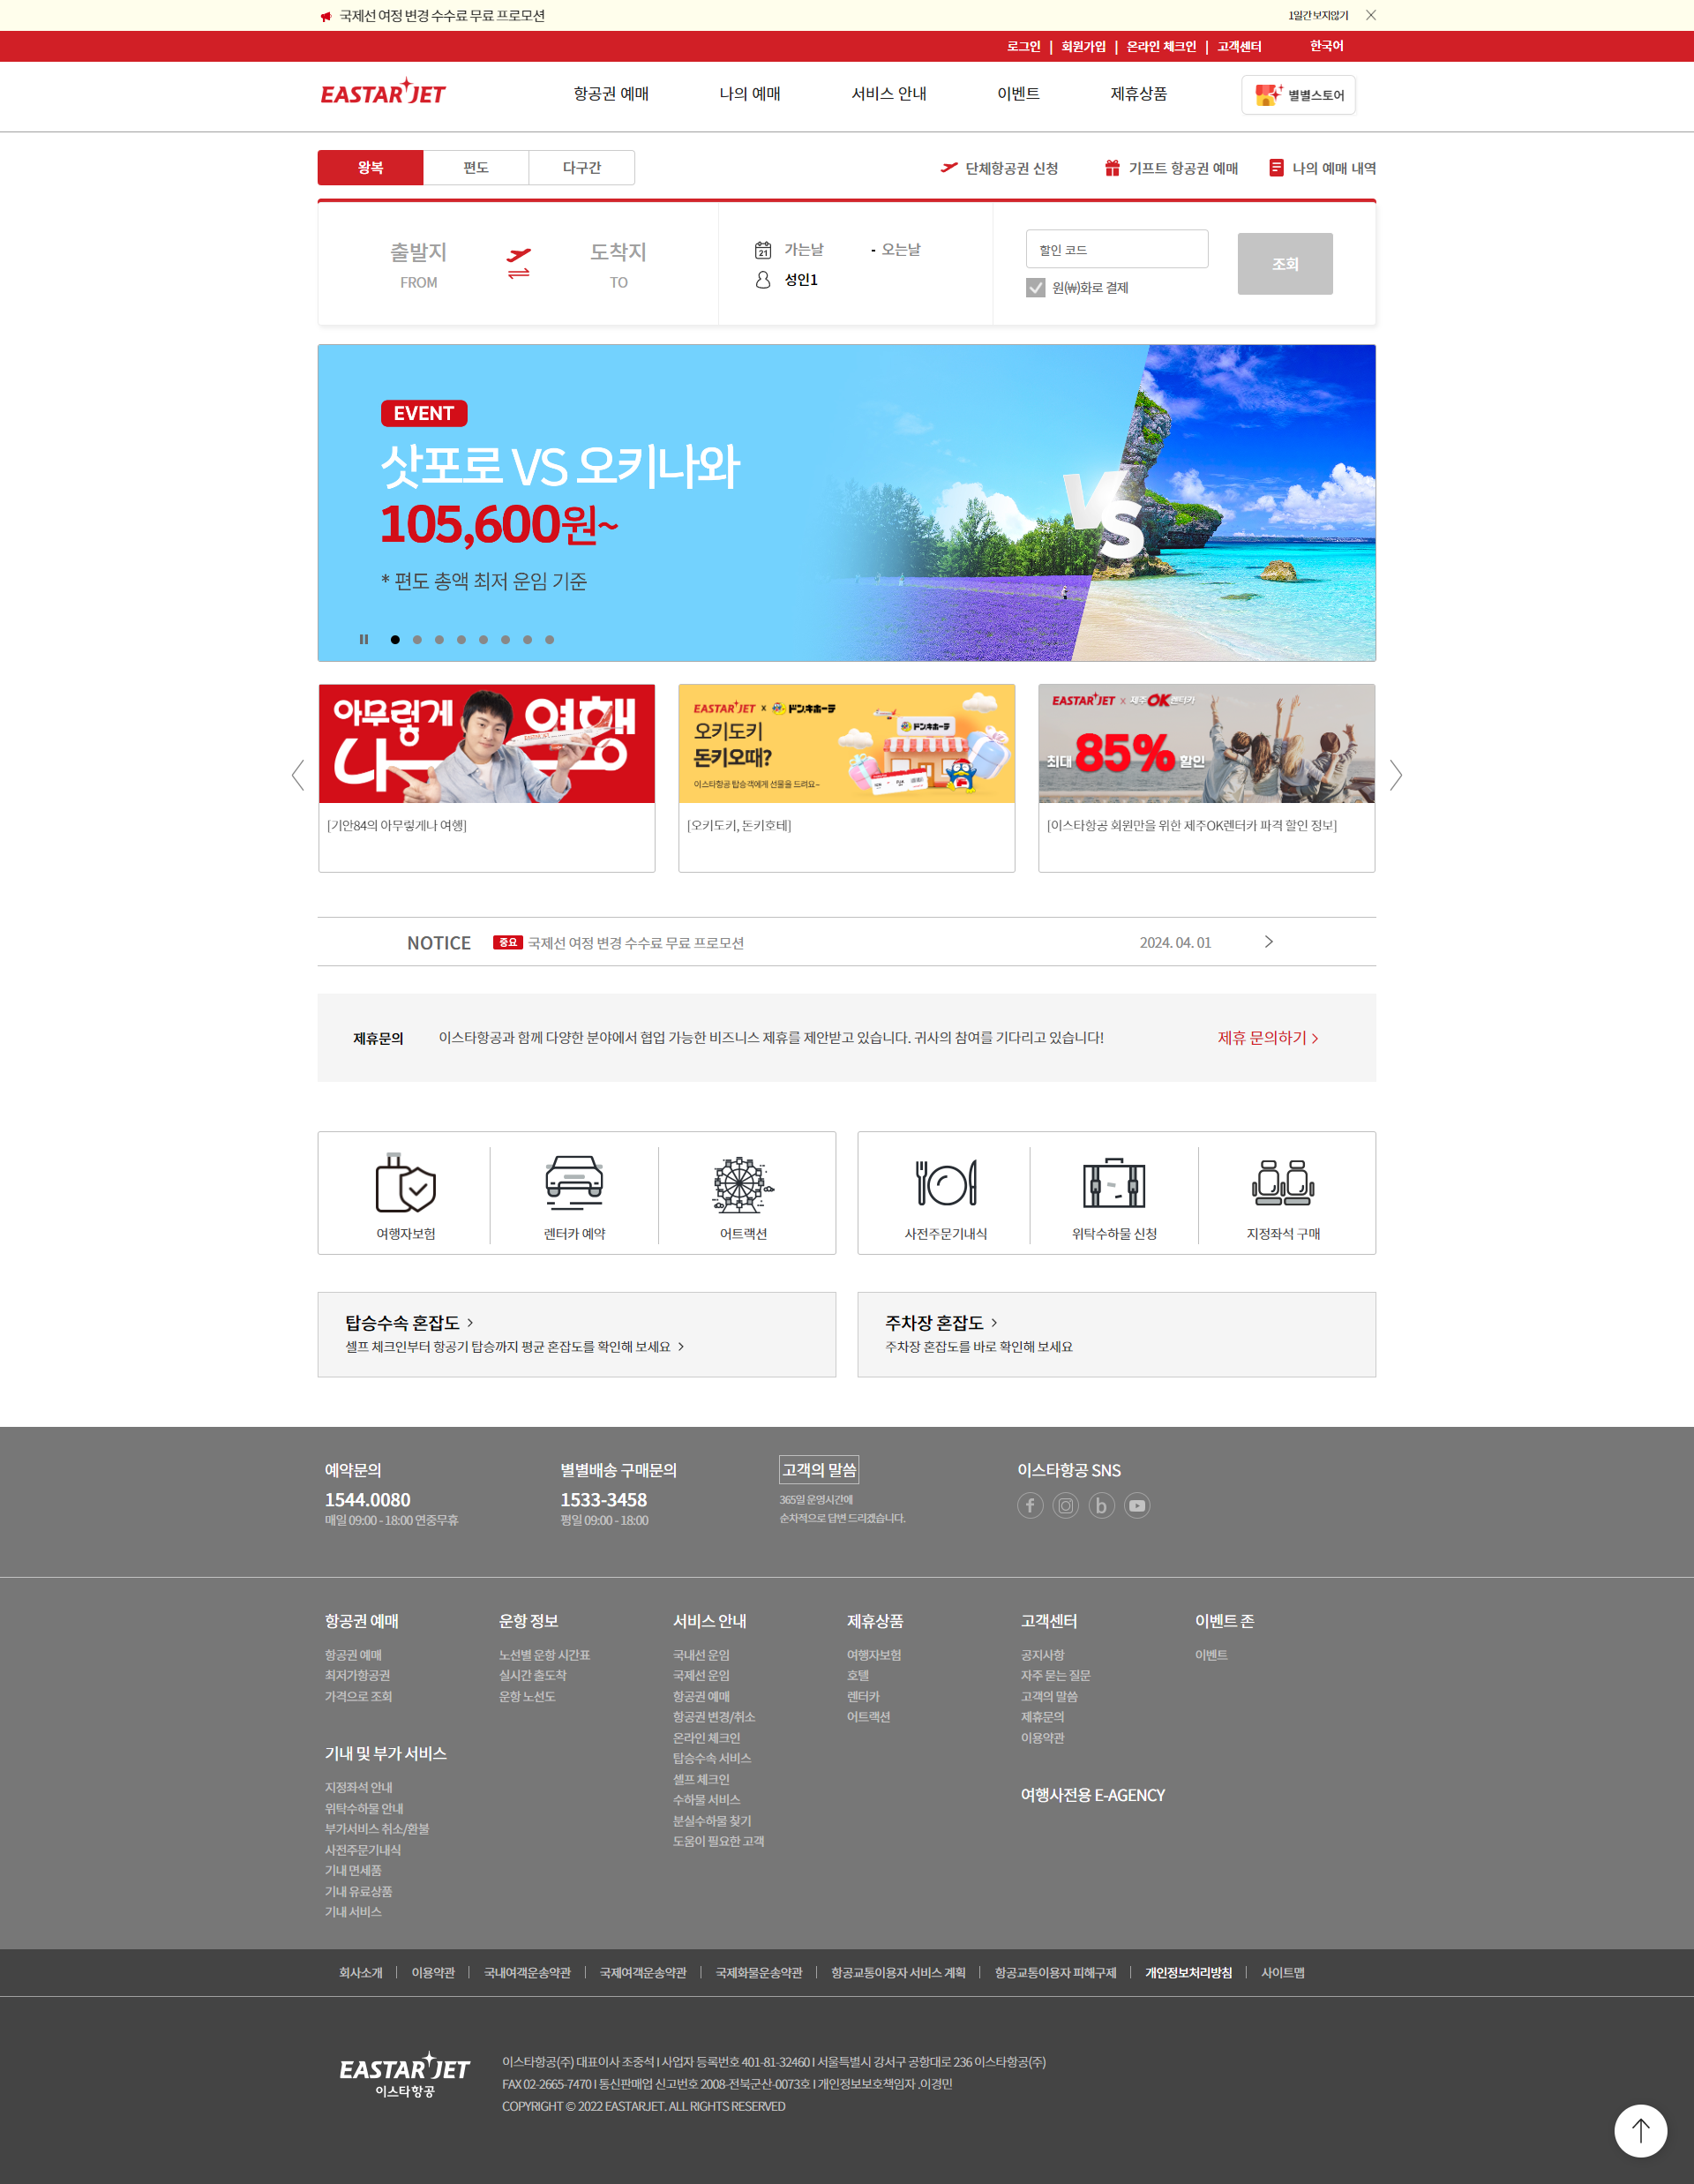 국제선 여정 변경 수수료 무료 프로모션
1일간 보지않기
로그인 | 회원가입 | 온라인 체크인 | 고객센터 한국어
EASTAR JET
항공권 예매 나의 예매 서비스 안내 이벤트 제휴상품 별별스토어
왕복 편도 다구간
단체항공권 신청 기프트 항공권 예매 나의 예매 내역
출발지 도착지
FROM TO
21 가는날 - 오는날
성인1
할인 코드
원(₩)화로 결제
조회
EVENT
삿포로 VS 오키나와
105,600원~
* 편도 총액 최저 운임 기준
VS
아무렇게
나 여행
[기안84의 아무렇게나 여행]
EASTAR JET x ドンキホーテ
오키도키
돈키오때?
이스타항공 탑승객에게 선물을 드려요~
ドンキホーテ
[오키도키, 돈키호테]
EASTAR JET x 제주OK렌터카
최대 85% 할인
[이스타항공 회원만을 위한 제주OK렌터카 파격 할인 정보]
NOTICE 중요 국제선 여정 변경 수수료 무료 프로모션 2024. 04. 01
제휴문의 이스타항공과 함께 다양한 분야에서 협업 가능한 비즈니스 제휴를 제안받고 있습니다. 귀사의 참여를 기다리고 있습니다! 제휴 문의하기
여행자보험 렌터카 예약 어트랙션 사전주문기내식 위탁수하물 신청 지정좌석 구매
탑승수속 혼잡도
셀프 체크인부터 항공기 탑승까지 평균 혼잡도를 확인해 보세요
주차장 혼잡도
주차장 혼잡도를 바로 확인해 보세요
예약문의
1544.0080
매일 09:00 - 18:00 연중무휴
별별배송 구매문의
1533-3458
평일 09:00 - 18:00
고객의 말씀
365일 운영시간에
순차적으로 답변 드리겠습니다.
이스타항공 SNS
항공권 예매
항공권 예매
최저가항공권
가격으로 조회
기내 및 부가 서비스
지정좌석 안내
위탁수하물 안내
부가서비스 취소/환불
사전주문기내식
기내 면세품
기내 유료상품
기내 서비스
운항 정보
노선별 운항 시간표
실시간 출도착
운항 노선도
서비스 안내
국내선 운임
국제선 운임
항공권 예매
항공권 변경/취소
온라인 체크인
탑승수속 서비스
셀프 체크인
수하물 서비스
분실수하물 찾기
도움이 필요한 고객
제휴상품
여행자보험
호텔
렌터카
어트랙션
고객센터
공지사항
자주 묻는 질문
고객의 말씀
제휴문의
이용약관
여행사전용 E-AGENCY
이벤트 존
이벤트
회사소개 이용약관 국내여객운송약관 국제여객운송약관 국제화물운송약관 항공교통이용자 서비스 계획 항공교통이용자 피해구제 개인정보처리방침 사이트맵
EASTAR JET
이스타항공
이스타항공(주) 대표이사 조중석 I 사업자 등록번호 401-81-32460 I 서울특별시 강서구 공항대로 236 이스타항공(주)
FAX 02-2665-7470 I 통신판매업 신고번호 2008-전북군산-0073호 I 개인정보보호책임자 .이경민
COPYRIGHT © 2022 EASTARJET. ALL RIGHTS RESERVED